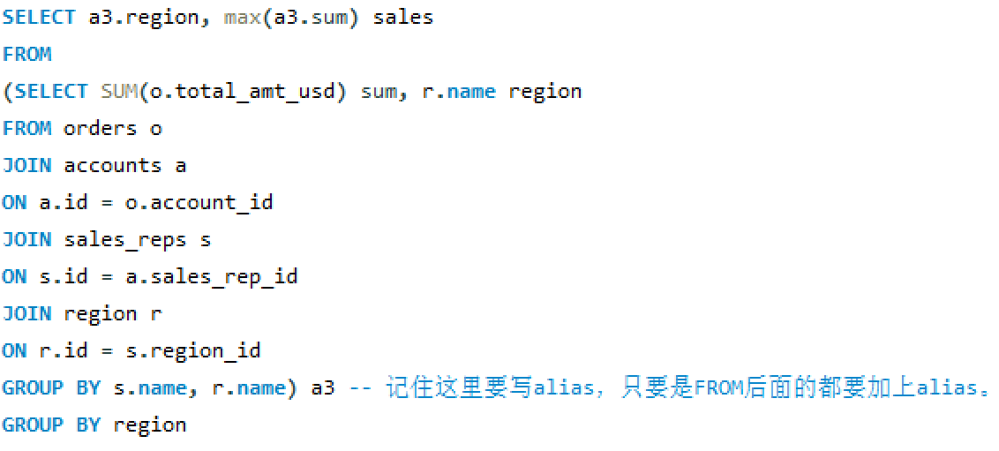 SELECT a3.region, max(a3.sum) sales
FROM
(SELECT SUM(o.total_amt_usd) sum, r.name region
FROM orders o
JOIN accounts a
ON a.id = o.account_id
JOIN sales_reps s
ON s.id = a.sales_rep_id
JOIN region r
ON r.id = s.region_id
GROUP BY s.name, r.name) a3 -- 记住这里要写alias，只要是FROM后面的都要加上alias。
GROUP BY region